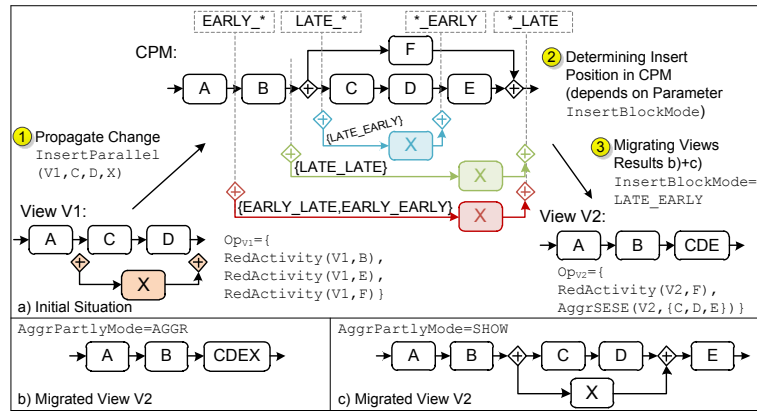 EARLY_* LATE_* *_EARLY *_LATE
CPM:
F
A B C D E
2 Determining Insert
Position in CPM
(depends on Parameter
InsertBlockMode)
{LATE_EARLY}
X
1 Propagate Change
InsertParallel
(V1,C,D,X)
{LATE_LATE}
X
3 Migrating Views
Results b)+c)
InsertBlockMode=
LATE_EARLY
{EARLY_LATE,EARLY_EARLY}
X
View V1:
A C D
X
OpV1={
RedActivity(V1,B),
RedActivity(V1,E),
RedActivity(V1,F)}
View V2:
A B CDE
OpV2={
RedActivity(V2,F),
AggrSESE(V2,{C,D,E})}
a) Initial Situation
AggrPartlyMode=AGGR
A B CDEX
b) Migrated View V2
AggrPartlyMode=SHOW
A B C D E
X
c) Migrated View V2